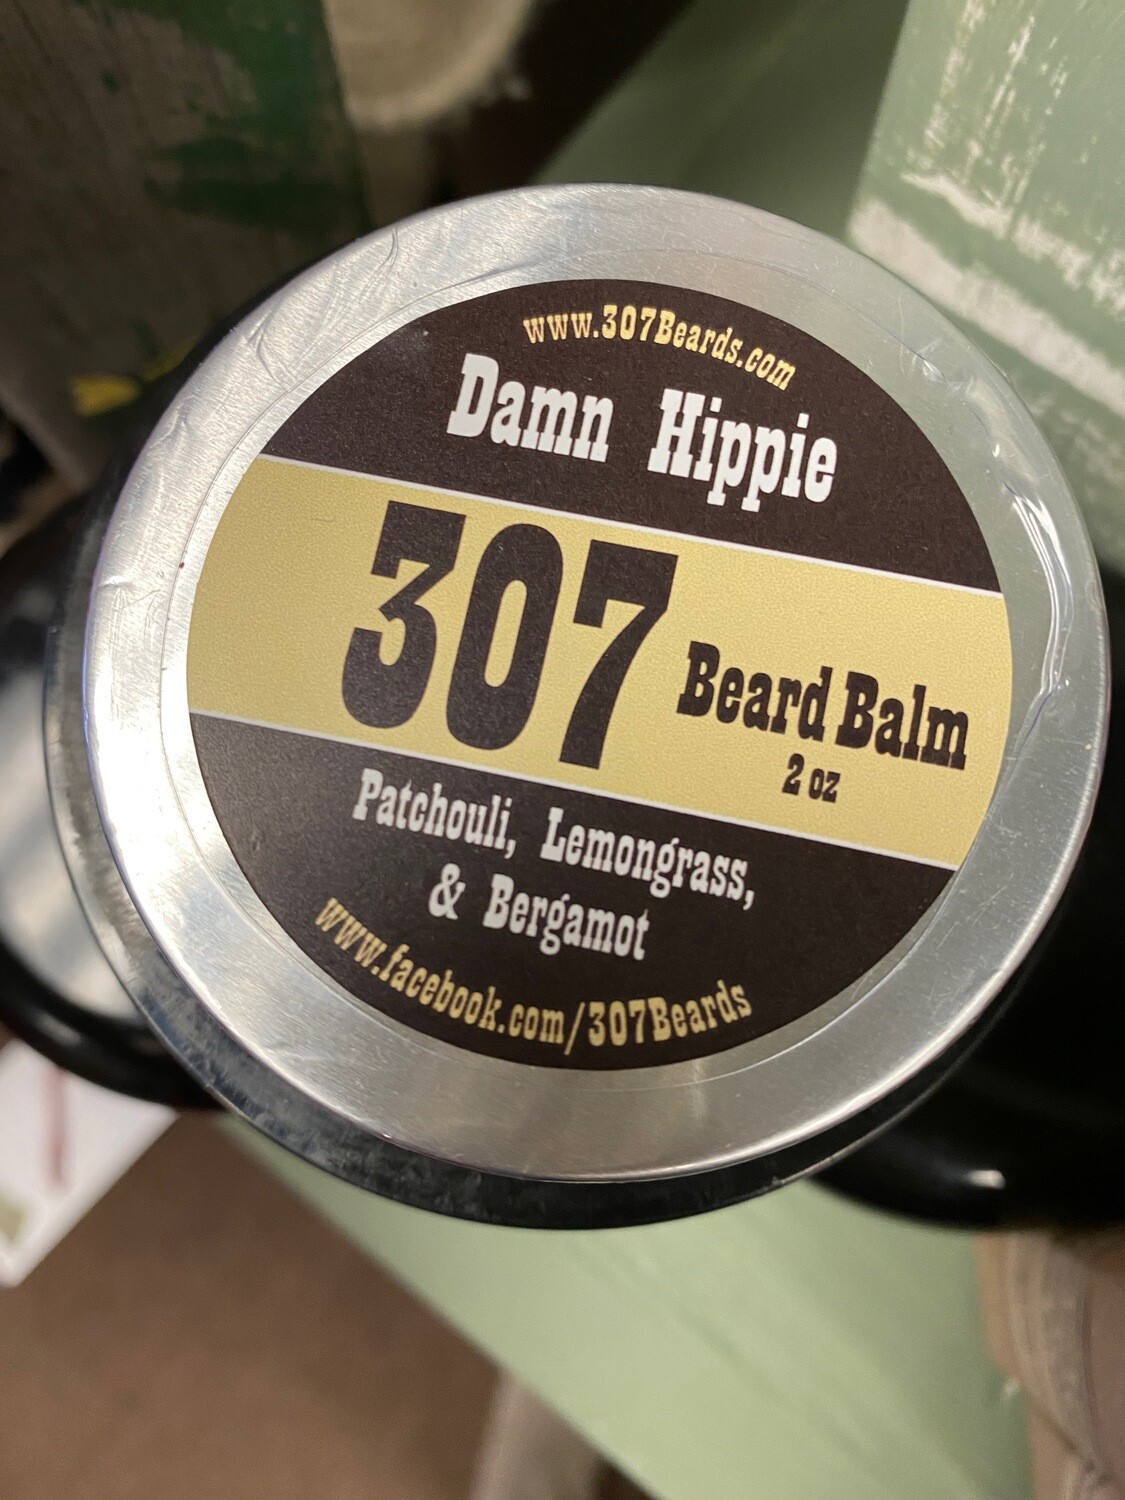 www.307Beards.com
Damn Hippie
307 Beard Balm
2 oz
Patchouli, Lemongrass,
& Bergamot
www.facebook.com/307Beards